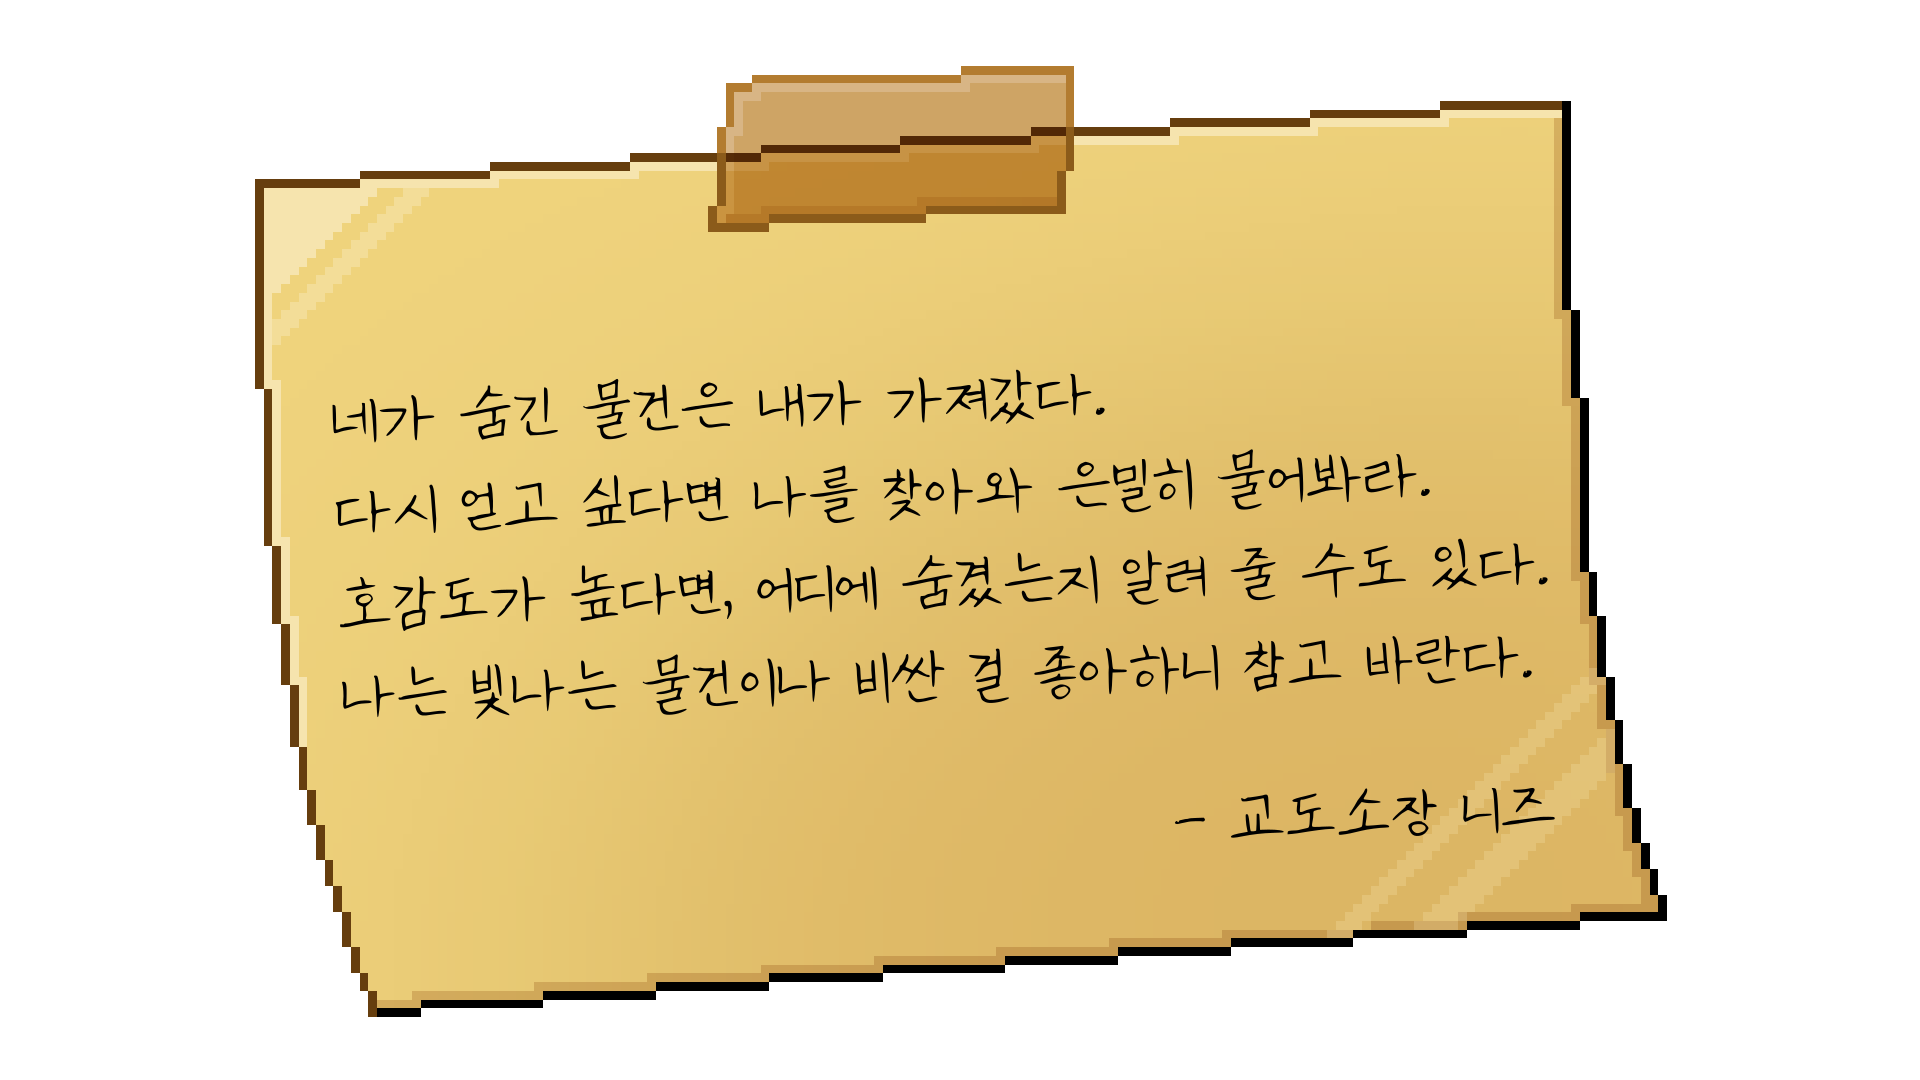 네가 숨긴 물건은 내가 가져갔다.
다시 얻고 싶다면 나를 찾아와 은밀히 물어봐라.
호감도가 높다면, 어디에 숨겼는지 알려 줄 수도 있다.
나는 빛나는 물건이나 비싼 걸 좋아하니 참고 바란다.
- 교도소장 니즈